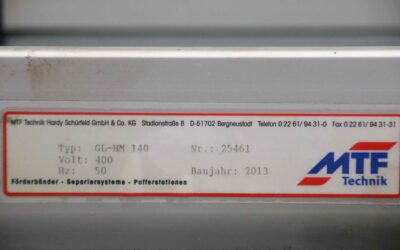 MTF Technik Hardy Schürfeld GmbH & Co. KG Stadionstraße 8 D-51702 Bergneustadt Telefon 0 22 61/ 94 31-0 Fax 0 22 61/ 94 31-31
Typ: GL-HM 140 Nr.: 25461
Volt: 400
Hz: 50 Baujahr: 2013
MTF
Technik
Förderbänder - Separiersysteme - Pufferstationen